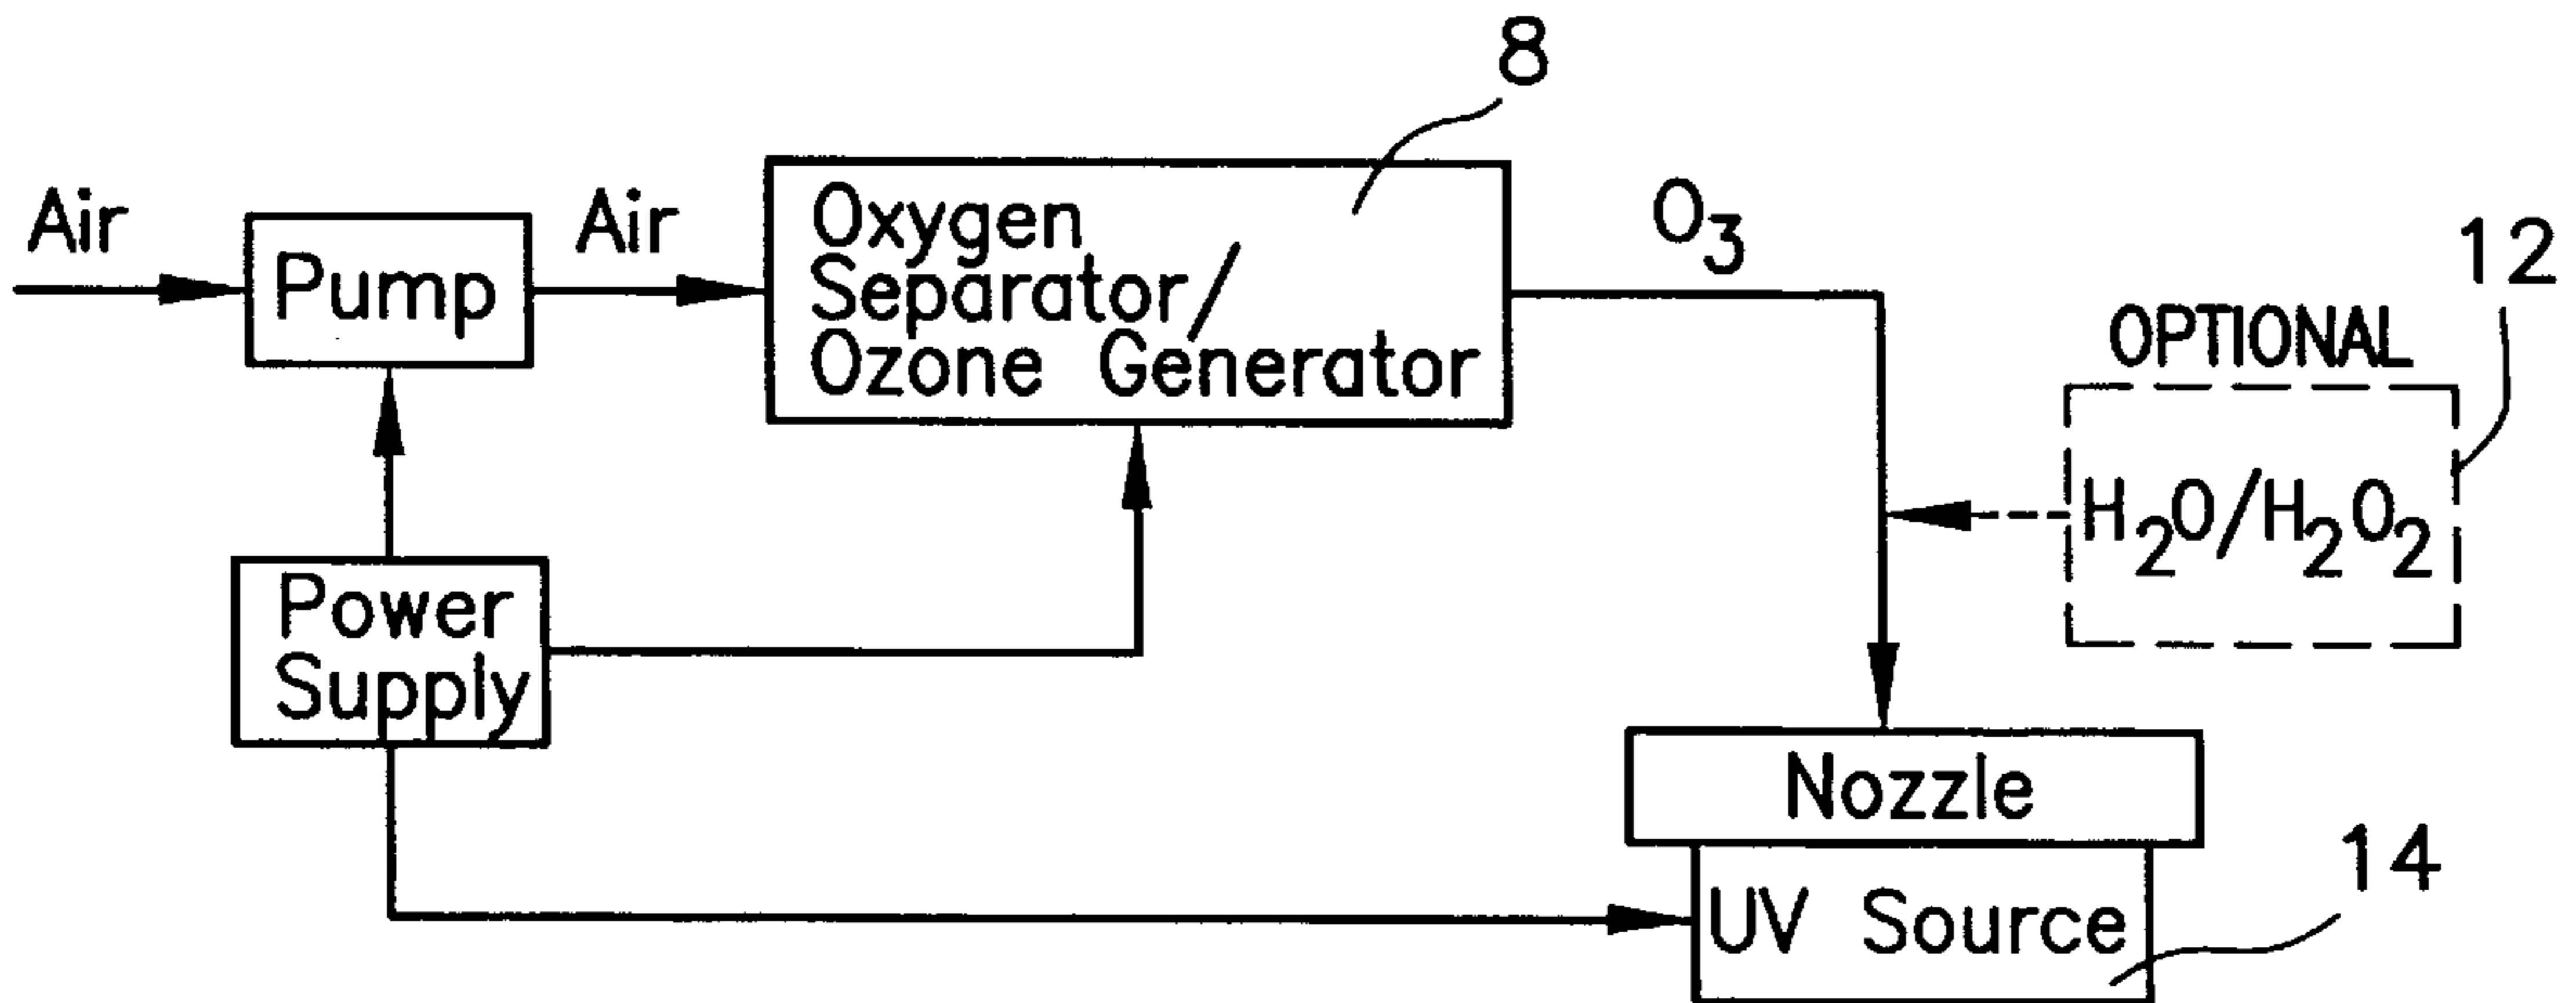 8
Air
Pump
Air
Oxygen
Separator/
Ozone Generator
O₃
12
OPTIONAL
H₂O/H₂O₂
Power
Supply
Nozzle
14
UV Source